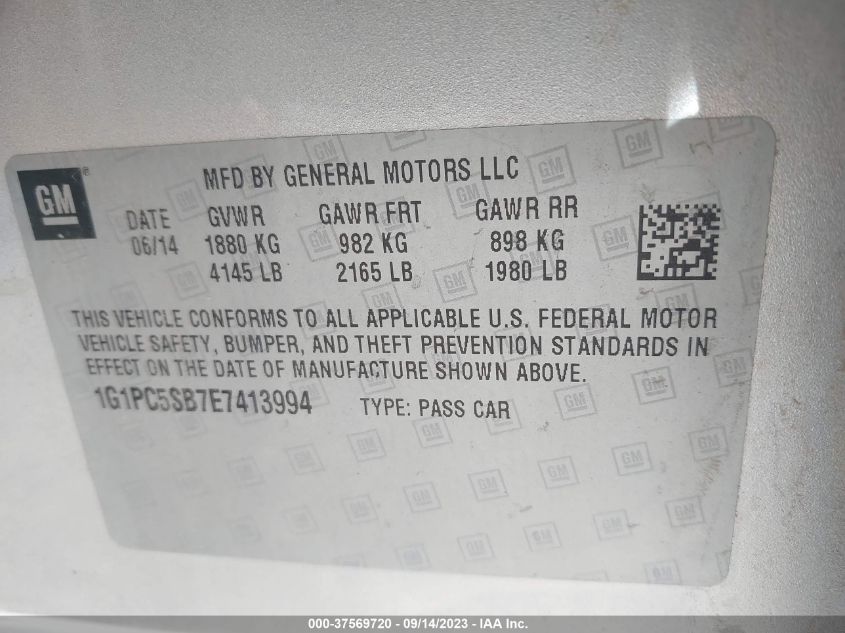 GM ®
MFD BY GENERAL MOTORS LLC
DATE GVWR GAWR FRT GAWR RR
06/14 1880 KG 982 KG 898 KG
4145 LB 2165 LB 1980 LB
THIS VEHICLE CONFORMS TO ALL APPLICABLE U.S. FEDERAL MOTOR
VEHICLE SAFETY, BUMPER, AND THEFT PREVENTION STANDARDS IN
EFFECT ON THE DATE OF MANUFACTURE SHOWN ABOVE.
1G1PC5SB7E7413994 TYPE: PASS CAR
000-37569720 - 09/14/2023 - IAA Inc.